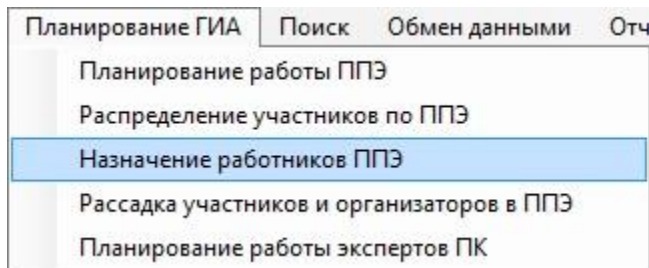 Планирование ГИА Поиск Обмен данными Отч
Планирование работы ППЭ
Распределение участников по ППЭ
Назначение работников ППЭ
Рассадка участников и организаторов в ППЭ
Планирование работы экспертов ПК